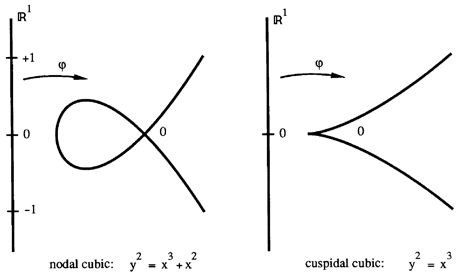 ℝ¹
+1
φ
0
0
-1
nodal cubic: y² = x³ + x²
ℝ¹
φ
0
0
cuspidal cubic: y² = x³